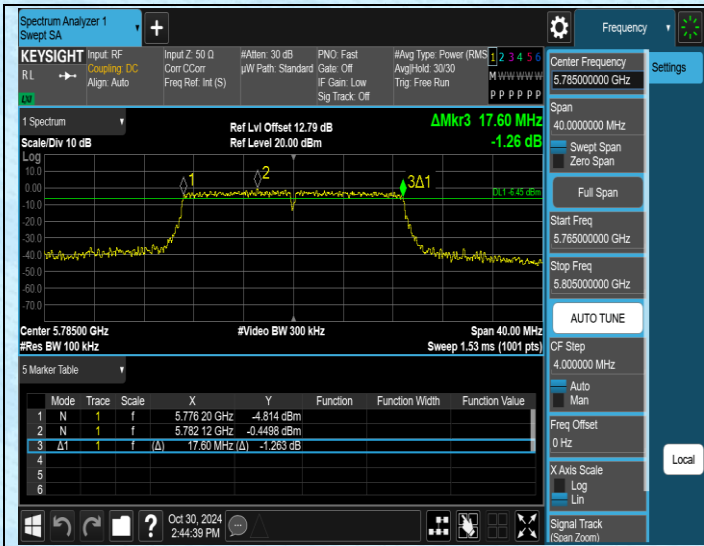 Spectrum Analyzer 1
Swept SA
+
Frequency
KEYSIGHT
RL
LXI
Input: RF
Coupling: DC
Align: Auto
Input Z: 50 Ω
Corr CCorr
Freq Ref: Int (S)
#Atten: 30 dB
µW Path: Standard
PNO: Fast
Gate: Off
IF Gain: Low
Sig Track: Off
#Avg Type: Power (RMS
Avg|Hold: 30/30
Trig: Free Run
1 2 3 4 5 6
M W W W W W
P P P P P P
1 Spectrum
Scale/Div 10 dB
Ref Lvl Offset 12.79 dB
Ref Level 20.00 dBm
ΔMkr3 17.60 MHz
-1.26 dB
Log
10.0
0.00
-10.0
-20.0
-30.0
-40.0
-50.0
-60.0
-70.0
1
2
3Δ1
DL1 -6.45 dBm
Center 5.78500 GHz
#Res BW 100 kHz
#Video BW 300 kHz
Span 40.00 MHz
Sweep 1.53 ms (1001 pts)
5 Marker Table
Mode Trace Scale X Y Function Function Width Function Value
1 N 1 f 5.776 20 GHz -4.814 dBm
2 N 1 f 5.782 12 GHz -0.4498 dBm
3 Δ1 1 f (Δ) 17.60 MHz (Δ) -1.263 dB
4
5
6
?
Oct 30, 2024
2:44:39 PM
Center Frequency
5.785000000 GHz
Span
40.0000000 MHz
Swept Span
Zero Span
Full Span
Start Freq
5.765000000 GHz
Stop Freq
5.805000000 GHz
AUTO TUNE
CF Step
4.000000 MHz
Auto
Man
Freq Offset
0 Hz
X Axis Scale
Log
Lin
Signal Track
(Span Zoom)
Settings
Local